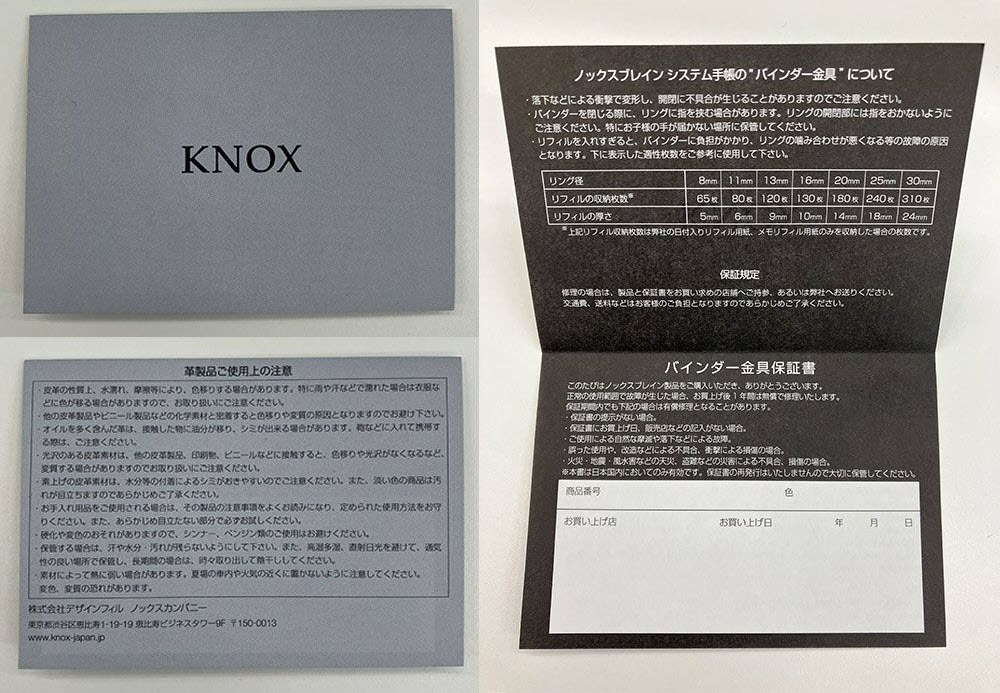 KNOX
革製品ご使用上の注意
・皮革の性質上、水濡れ、摩擦等により、色移りする場合があります。特に雨や汗などで濡れた場合は衣服な
どに色が移る場合がありますので、お取り扱いにご注意ください。
・他の皮革製品やビニール製品などの化学素材と密着すると色移りや変質の原因となりますのでお避け下さい。
・オイルを多く含んだ革は、接触した物に油分が移り、シミが出来る場合があります。鞄などに入れて携帯す
る際は、ご注意ください。
・光沢のある皮革素材は、他の皮革製品、印刷物、ビニールなどに接触すると、色移りや光沢がなくなるなど、
変質する場合がありますのでお取り扱いにご注意ください。
・素上げの皮革素材は、水分等の付着によるシミがおきやすいのでご注意ください。また、淡い色の商品は汚
れが目立ちますのであらかじめご了承ください。
・お手入れ用品をご使用される場合は、その製品の注意事項をよくお読みになり、定められた使用方法をお守
りください。また、あらかじめ目立たない部分で必ずお試しください。
・硬化や変色のおそれがありますので、シンナー、ベンジン類のご使用はお避けください。
・保管する場合は、汗や水分・汚れが残らないようにして下さい。また、高温多湿、直射日光を避けて、通気
性の良い場所で保管し、長期間の場合は、時々取り出して陰干ししてください。
・素材によって熱に弱い場合があります。夏場の車内や火気の近くに置かないように注意してください。
変色、変質の恐れがあります。
株式会社デザインフィル ノックスカンパニー
東京都渋谷区恵比寿1-19-19 恵比寿ビジネスタワー9F 〒150-0013
www.knox-japan.jp
ノックスブレイン システム手帳の"バインダー金具"について
・落下などによる衝撃で変形し、開閉に不具合が生じることがありますのでご注意ください。
・バインダーを閉じる際に、リングに指を挟む場合があります。リングの開閉部には指をおかないように
ご注意ください。特にお子様の手が届かない場所に保管してください。
・リフィルを入れすぎると、バインダーに負担がかかり、リングの噛み合わせが悪くなる等の故障の原因
となります。下に表示した適性枚数をご参考に使用して下さい。
リング径 8mm 11mm 13mm 16mm 20mm 25mm 30mm
リフィルの収納枚数※ 65枚 80枚 120枚 130枚 180枚 240枚 310枚
リフィルの厚さ 5mm 6mm 9mm 10mm 14mm 18mm 24mm
※上記リフィル収納枚数は弊社の日付入りリフィル用紙、メモリフィル用紙のみを収納した場合の枚数です。
保証規定
修理の場合は、製品と保証書をお買い求めの店舗へご持参、あるいは弊社へお送りください。
交通費、送料などはお客様のご負担となりますのであらかじめご了承ください。
バインダー金具保証書
このたびはノックスブレイン製品をご購入いただき、ありがとうございます。
正常の使用範囲で故障が生じた場合、お買上げ後1年間は無償で修理いたします。
保証期間内でも下記の場合は有償修理となることがあります。
・保証書の提示がない場合。
・保証書にお買上げ日、販売店などの記入がない場合。
・ご使用による自然な摩滅や落下などによる故障。
・誤った使用や、改造などによる不具合、衝撃による損傷の場合。
・火災・地震・風水害などの天災、盗難などの災害による不具合、損傷の場合。
※本書は日本国内においてのみ有効です。保証書の再発行はいたしませんので大切に保管してください。
商品番号 色
お買い上げ店 お買い上げ日 年 月 日